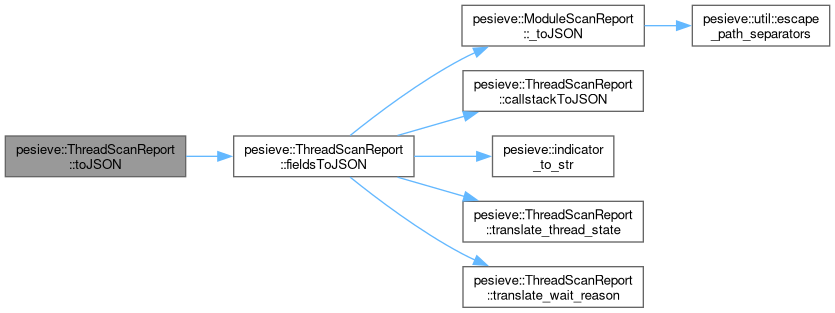 pesieve::ThreadScanReport
::toJSON
pesieve::ThreadScanReport
::fieldsToJSON
pesieve::ModuleScanReport
::_toJSON
pesieve::util::escape
_path_separators
pesieve::ThreadScanReport
::callstackToJSON
pesieve::indicator
_to_str
pesieve::ThreadScanReport
::translate_thread_state
pesieve::ThreadScanReport
::translate_wait_reason